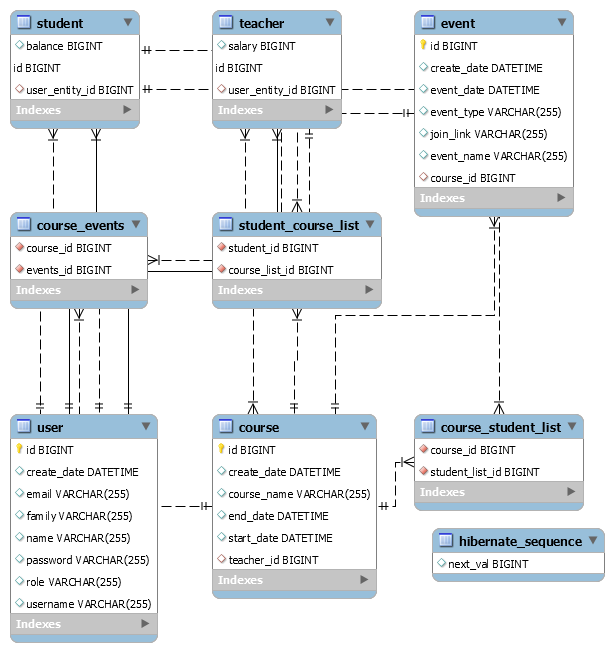 student
balance BIGINT
id BIGINT
user_entity_id BIGINT
Indexes
teacher
salary BIGINT
id BIGINT
user_entity_id BIGINT
Indexes
event
id BIGINT
create_date DATETIME
event_date DATETIME
event_type VARCHAR(255)
join_link VARCHAR(255)
event_name VARCHAR(255)
course_id BIGINT
Indexes
course_events
course_id BIGINT
events_id BIGINT
Indexes
student_course_list
student_id BIGINT
course_list_id BIGINT
Indexes
user
id BIGINT
create_date DATETIME
email VARCHAR(255)
family VARCHAR(255)
name VARCHAR(255)
password VARCHAR(255)
role VARCHAR(255)
username VARCHAR(255)
Indexes
course
id BIGINT
create_date DATETIME
course_name VARCHAR(255)
end_date DATETIME
start_date DATETIME
teacher_id BIGINT
Indexes
course_student_list
course_id BIGINT
student_list_id BIGINT
Indexes
hibernate_sequence
next_val BIGINT